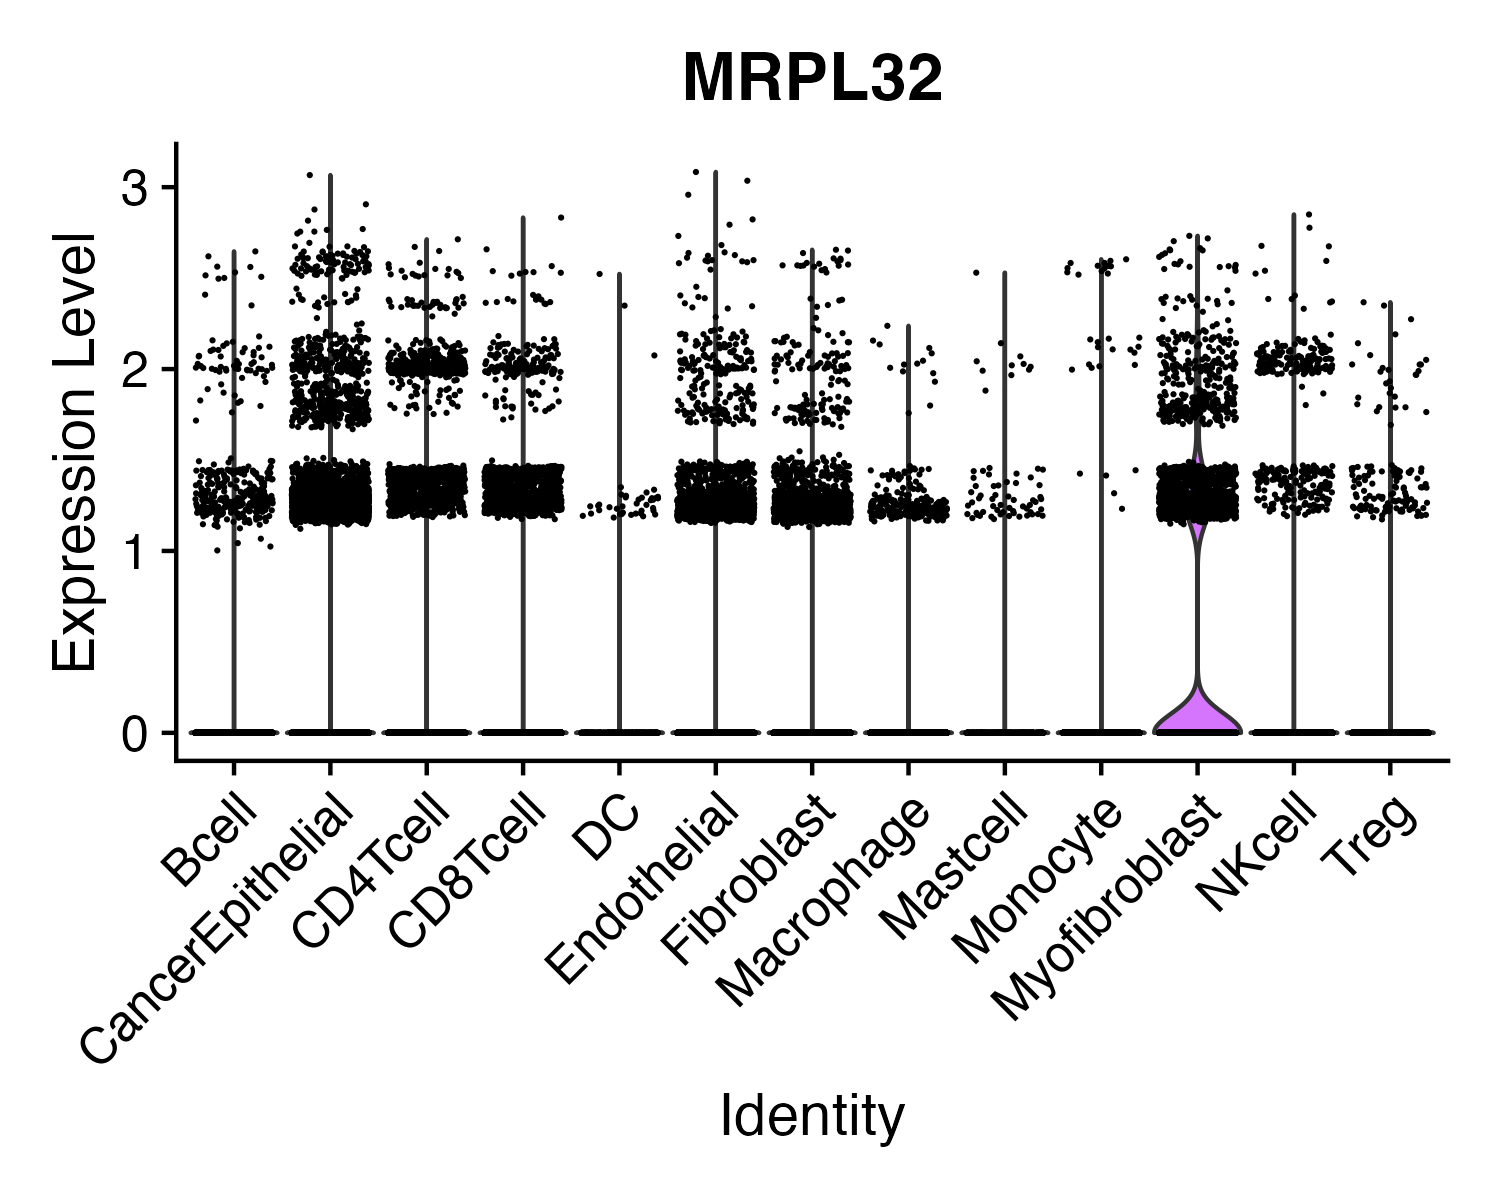 MRPL32
Expression Level
3
2
1
0
Bcell
CancerEpithelial
CD4Tcell
CD8Tcell
DC
Endothelial
Fibroblast
Macrophage
Mastcell
Monocyte
Myofibroblast
NKcell
Treg
Identity